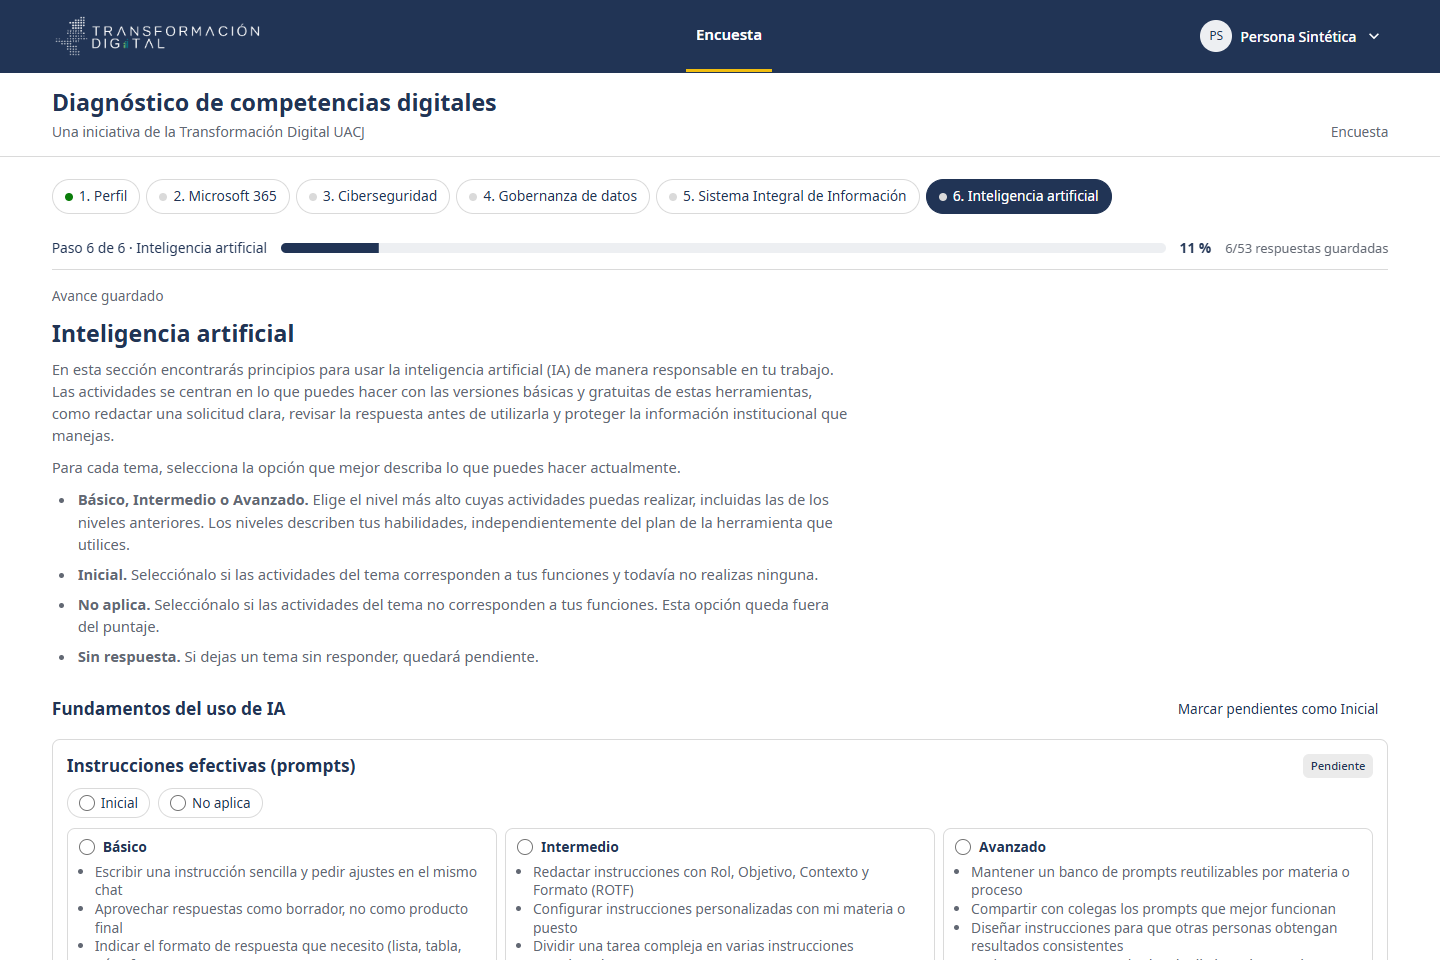 TRANSFORMACIÓN
DIGITAL
Encuesta
PS
Persona Sintética
Diagnóstico de competencias digitales
Una iniciativa de la Transformación Digital UACJ
Encuesta
1. Perfil
2. Microsoft 365
3. Ciberseguridad
4. Gobernanza de datos
5. Sistema Integral de Información
6. Inteligencia artificial
Paso 6 de 6 · Inteligencia artificial
11 %
6/53 respuestas guardadas
Avance guardado
Inteligencia artificial
En esta sección encontrarás principios para usar la inteligencia artificial (IA) de manera responsable en tu trabajo.
Las actividades se centran en lo que puedes hacer con las versiones básicas y gratuitas de estas herramientas,
como redactar una solicitud clara, revisar la respuesta antes de utilizarla y proteger la información institucional que
manejas.
Para cada tema, selecciona la opción que mejor describa lo que puedes hacer actualmente.
• Básico, Intermedio o Avanzado. Elige el nivel más alto cuyas actividades puedas realizar, incluidas las de los
niveles anteriores. Los niveles describen tus habilidades, independientemente del plan de la herramienta que
utilices.
• Inicial. Selecciónalo si las actividades del tema corresponden a tus funciones y todavía no realizas ninguna.
• No aplica. Selecciónalo si las actividades del tema no corresponden a tus funciones. Esta opción queda fuera
del puntaje.
• Sin respuesta. Si dejas un tema sin responder, quedará pendiente.
Fundamentos del uso de IA
Marcar pendientes como Inicial
Instrucciones efectivas (prompts)
Pendiente
Inicial
No aplica
Básico
• Escribir una instrucción sencilla y pedir ajustes en el mismo
chat
• Aprovechar respuestas como borrador, no como producto
final
• Indicar el formato de respuesta que necesito (lista, tabla,
Intermedio
• Redactar instrucciones con Rol, Objetivo, Contexto y
Formato (ROTF)
• Configurar instrucciones personalizadas con mi materia o
puesto
• Dividir una tarea compleja en varias instrucciones
Avanzado
• Mantener un banco de prompts reutilizables por materia o
proceso
• Compartir con colegas los prompts que mejor funcionan
• Diseñar instrucciones para que otras personas obtengan
resultados consistentes